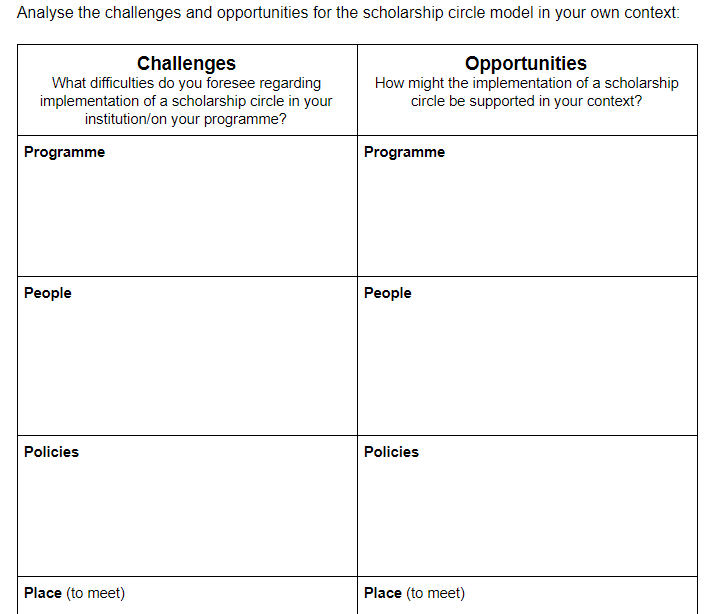 Analyse the challenges and opportunities for the scholarship circle model in your own context:
Challenges
What difficulties do you foresee regarding
implementation of a scholarship circle in your
institution/on your programme?
Opportunities
How might the implementation of a scholarship
circle be supported in your context?
Programme
Programme
People
People
Policies
Policies
Place (to meet)
Place (to meet)